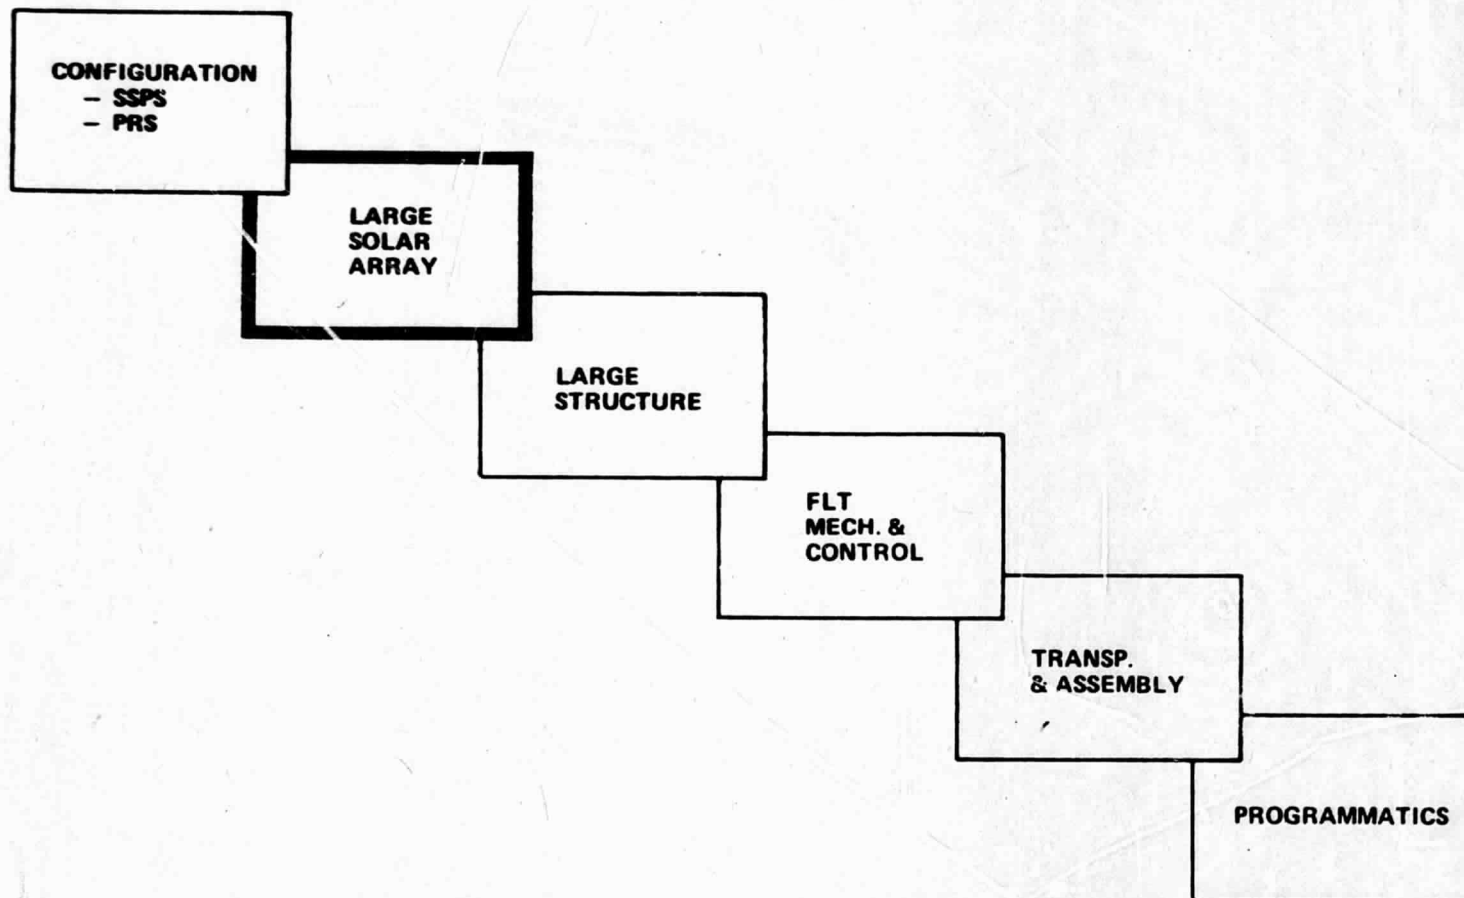 CONFIGURATION
– SSPS
– PRS
LARGE
SOLAR
ARRAY
LARGE
STRUCTURE
FLT
MECH. &
CONTROL
TRANSP.
& ASSEMBLY
PROGRAMMATICS